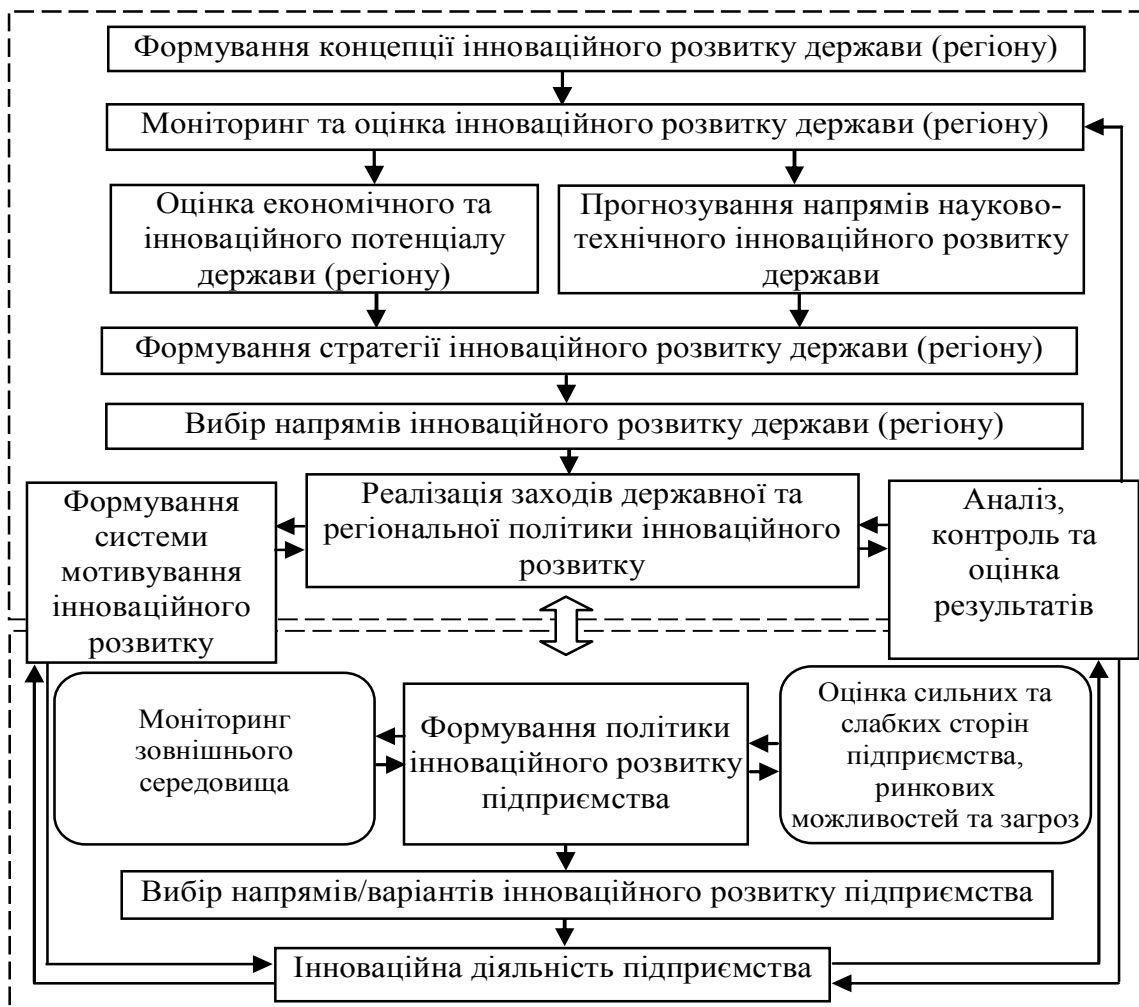 Формування концепції інноваційного розвитку держави (регіону)
Моніторинг та оцінка інноваційного розвитку держави (регіону)
Оцінка економічного та
інноваційного потенціалу
держави (регіону)
Прогнозування напрямів науково-
технічного інноваційного розвитку
держави
Формування стратегії інноваційного розвитку держави (регіону)
Вибір напрямів інноваційного розвитку держави (регіону)
Формування
системи
мотивування
інноваційного
розвитку
Реалізація заходів державної та
регіональної політики інноваційного
розвитку
Аналіз,
контроль та
оцінка
результатів
Моніторинг
зовнішнього
середовища
Формування політики
інноваційного розвитку
підприємства
Оцінка сильних та
слабких сторін
підприємства,
ринкових
можливостей та загроз
Вибір напрямів/варіантів інноваційного розвитку підприємства
Інноваційна діяльність підприємства